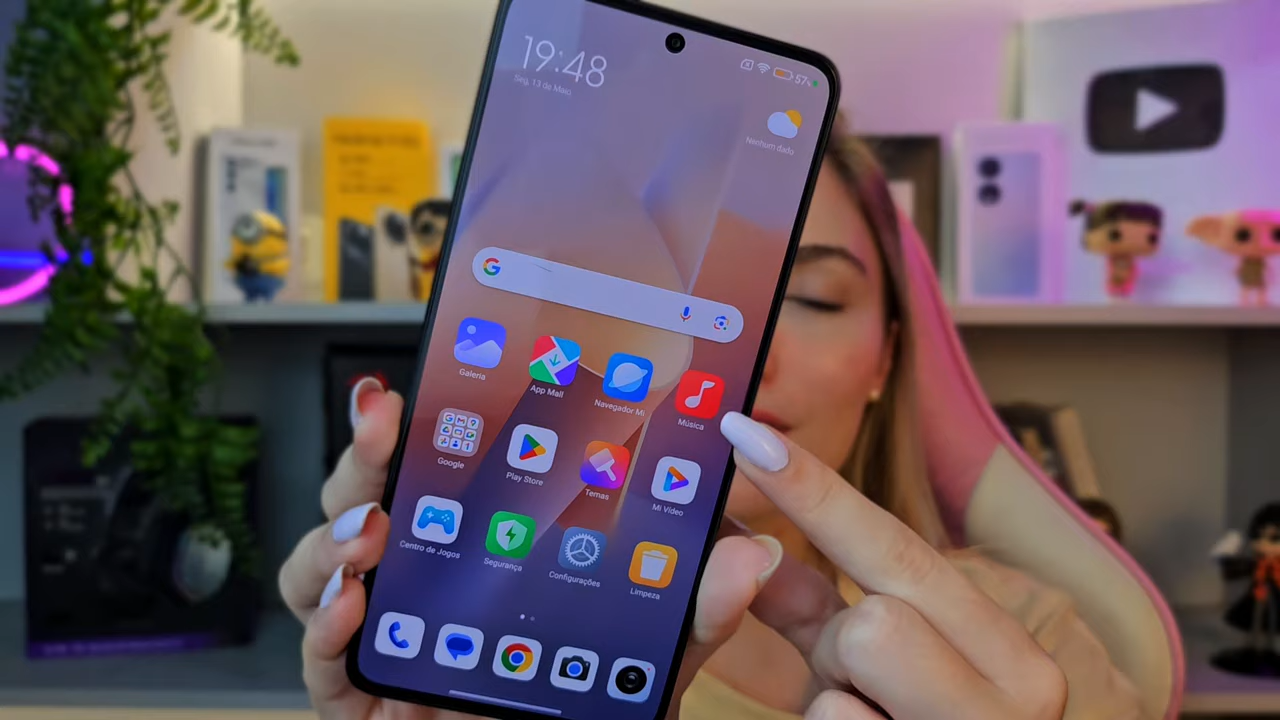 19:48
57%
Seg, 13 de Maio
Nenhum dado
Galeria
App Mall
Navegador Mi
Música
Google
Play Store
Temas
Mi Vídeo
Centro de Jogos
Segurança
Configurações
Limpeza